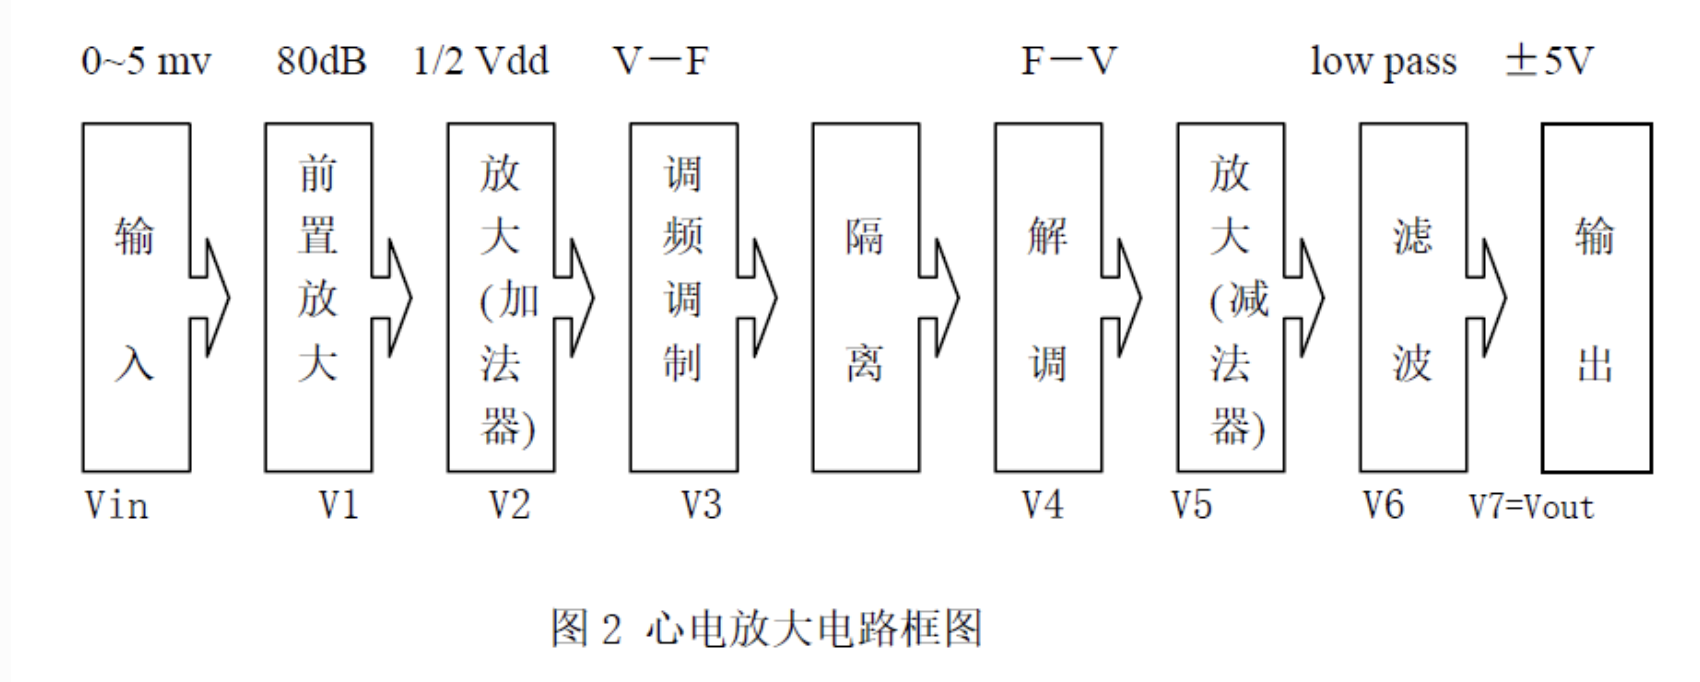 0~5 mv 80dB 1/2 Vdd V－F F－V low pass ±5V
输入
前置放大
放大(加法器)
调频调制
隔离
解调
放大(减法器)
滤波
输出
Vin V1 V2 V3 V4 V5 V6 V7=Vout
图 2 心电放大电路框图